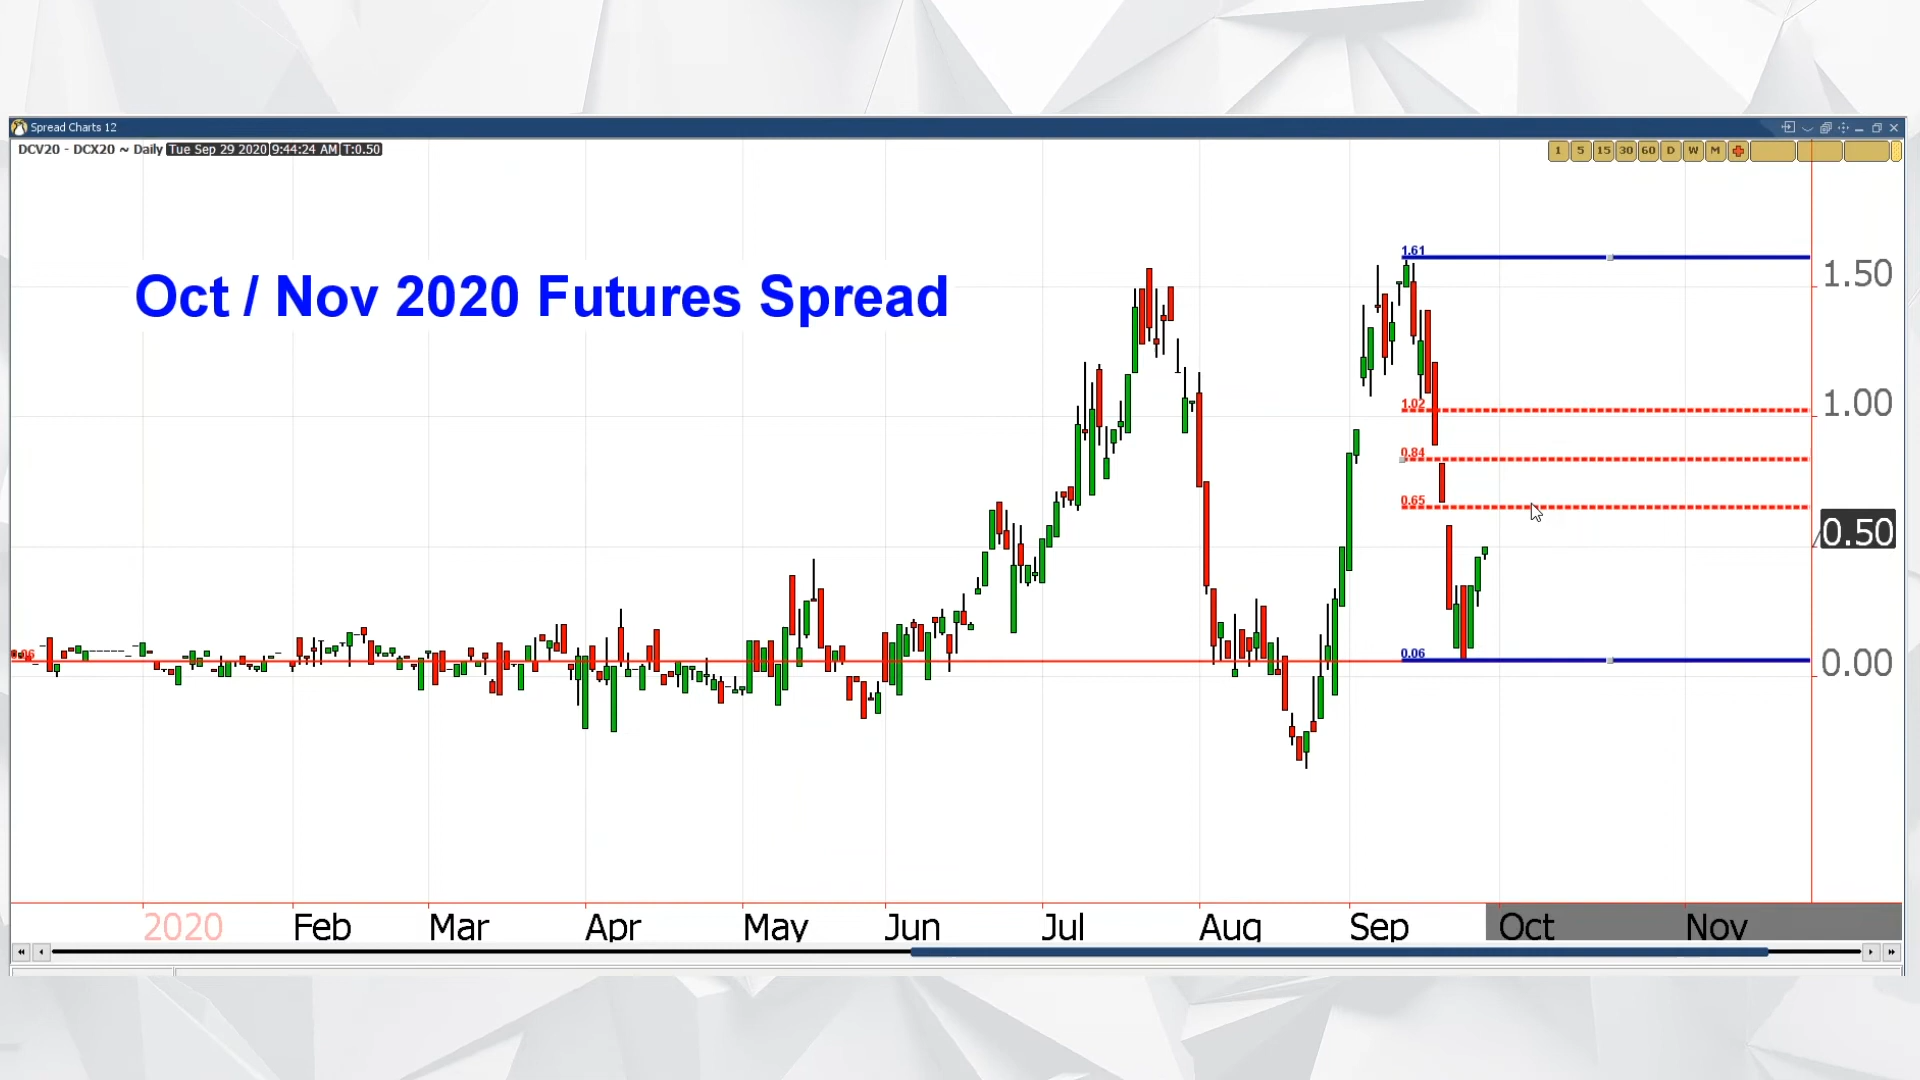 Spread Charts 12
DCV20 - DCX20 ~ Daily Tue Sep 29 2020 9:44:24 AM T:0.50
1 5 15 30 60 D W M
Oct / Nov 2020 Futures Spread
1.61
1.50
1.02
1.00
0.84
0.65
0.50
0.06
0.06
0.00
2020 Feb Mar Apr May Jun Jul Aug Sep Oct Nov